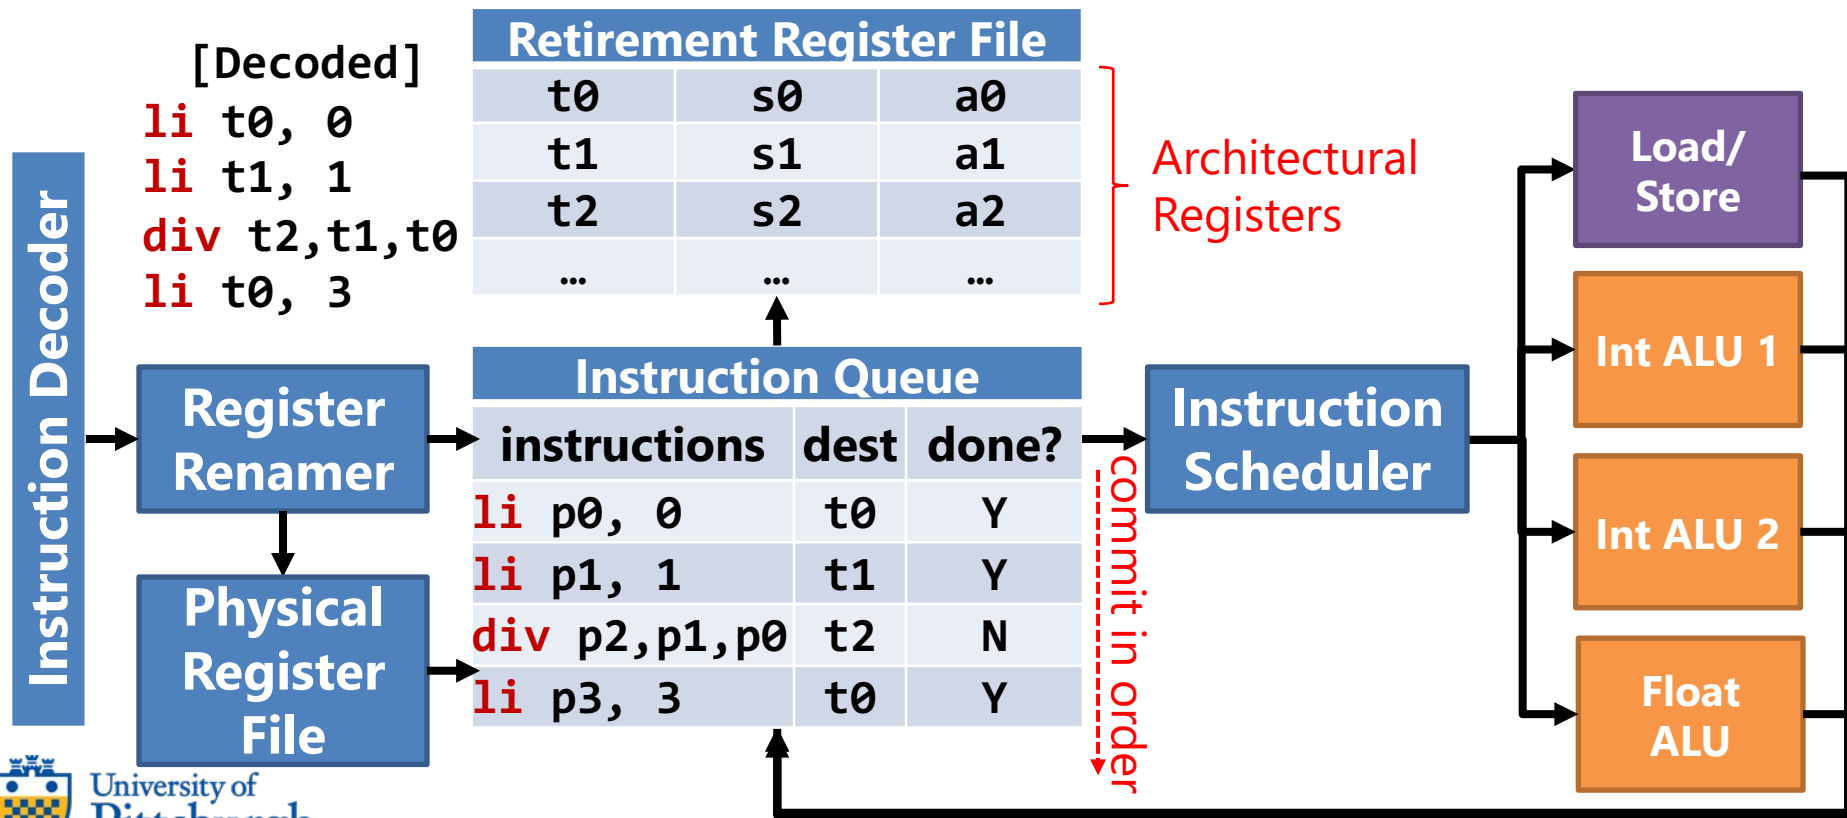 Instruction Decoder
[Decoded]
li t0, 0
li t1, 1
div t2,t1,t0
li t0, 3
Retirement Register File
t0 s0 a0
t1 s1 a1
t2 s2 a2
… … …
Architectural
Registers
Register
Renamer
Physical
Register
File
Instruction Queue
instructions dest done?
li p0, 0 t0 Y
li p1, 1 t1 Y
div p2,p1,p0 t2 N
li p3, 3 t0 Y
commit in order
Instruction
Scheduler
Load/
Store
Int ALU 1
Int ALU 2
Float
ALU
University of
Pittsburgh